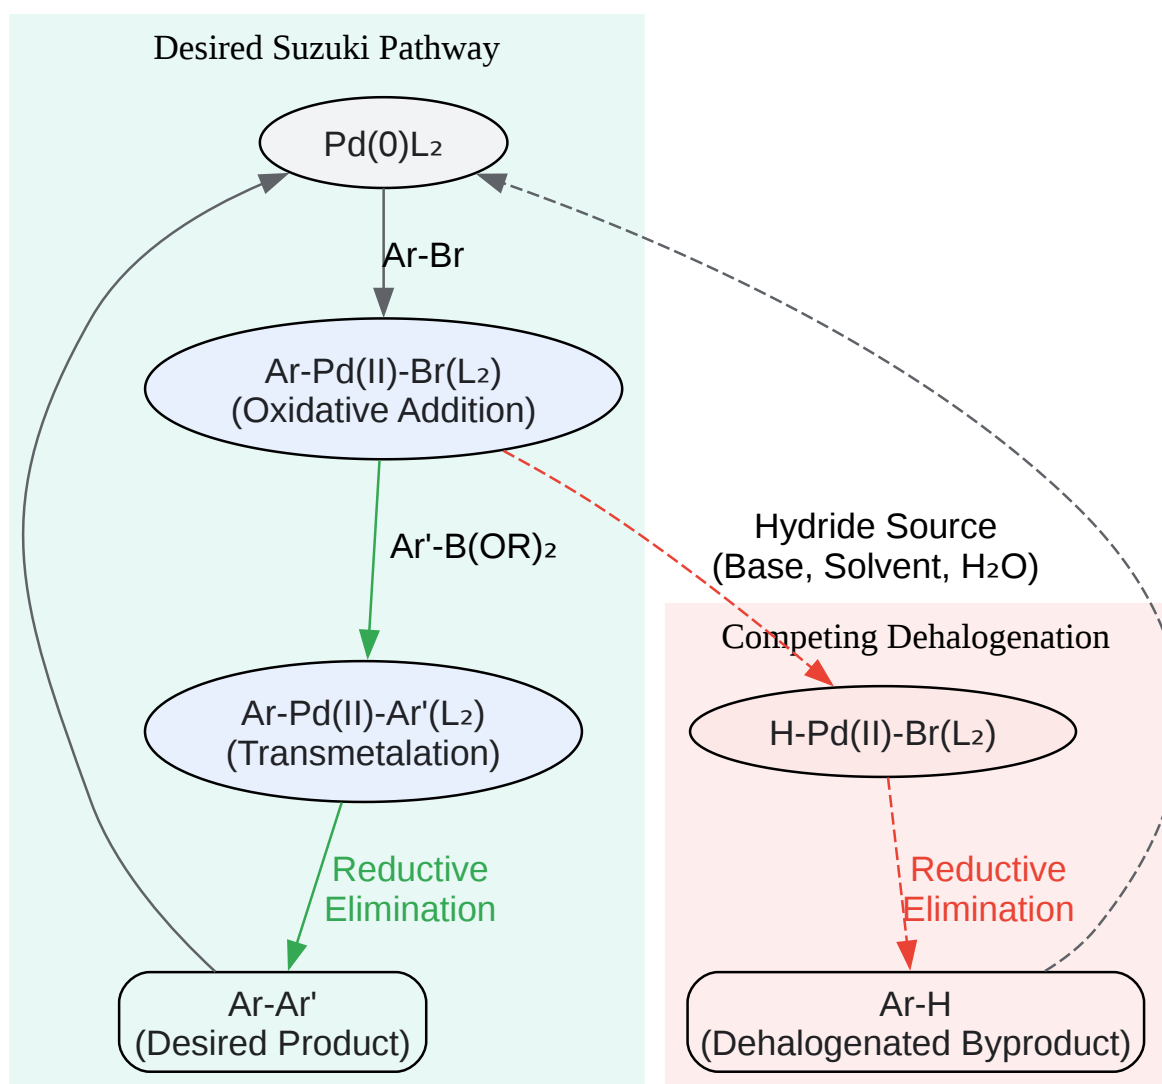 Desired Suzuki Pathway
Pd(0)L₂
Ar-Br
Ar-Pd(II)-Br(L₂)
(Oxidative Addition)
Ar'-B(OR)₂
Hydride Source
(Base, Solvent, H₂O)
Competing Dehalogenation
Ar-Pd(II)-Ar'(L₂)
(Transmetalation)
H-Pd(II)-Br(L₂)
Reductive
Elimination
Reductive
Elimination
Ar-Ar'
(Desired Product)
Ar-H
(Dehalogenated Byproduct)